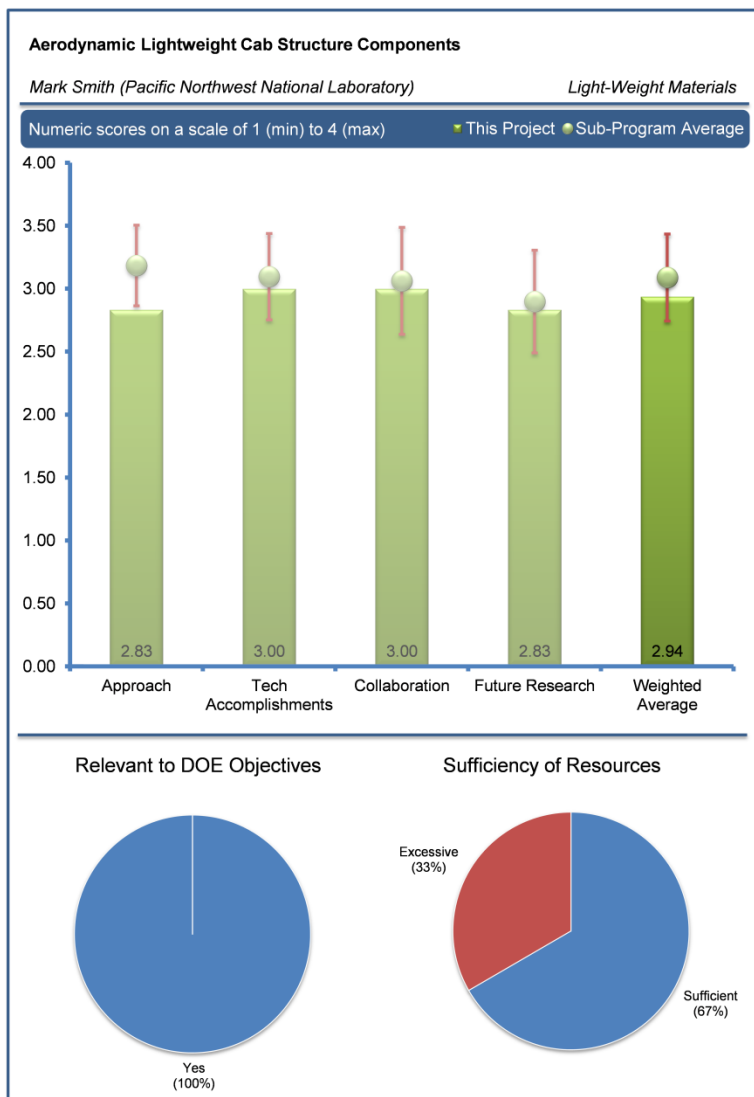 Aerodynamic Lightweight Cab Structure Components
Mark Smith (Pacific Northwest National Laboratory) Light-Weight Materials
Numeric scores on a scale of 1 (min) to 4 (max) This Project Sub-Program Average
4.00
3.50
3.00
2.50
2.00
1.50
1.00
0.50
0.00
2.83 3.00 3.00 2.83 2.94
Approach Tech Accomplishments Collaboration Future Research Weighted Average
Relevant to DOE Objectives
Yes
(100%)
Sufficiency of Resources
Excessive
(33%)
Sufficient
(67%)